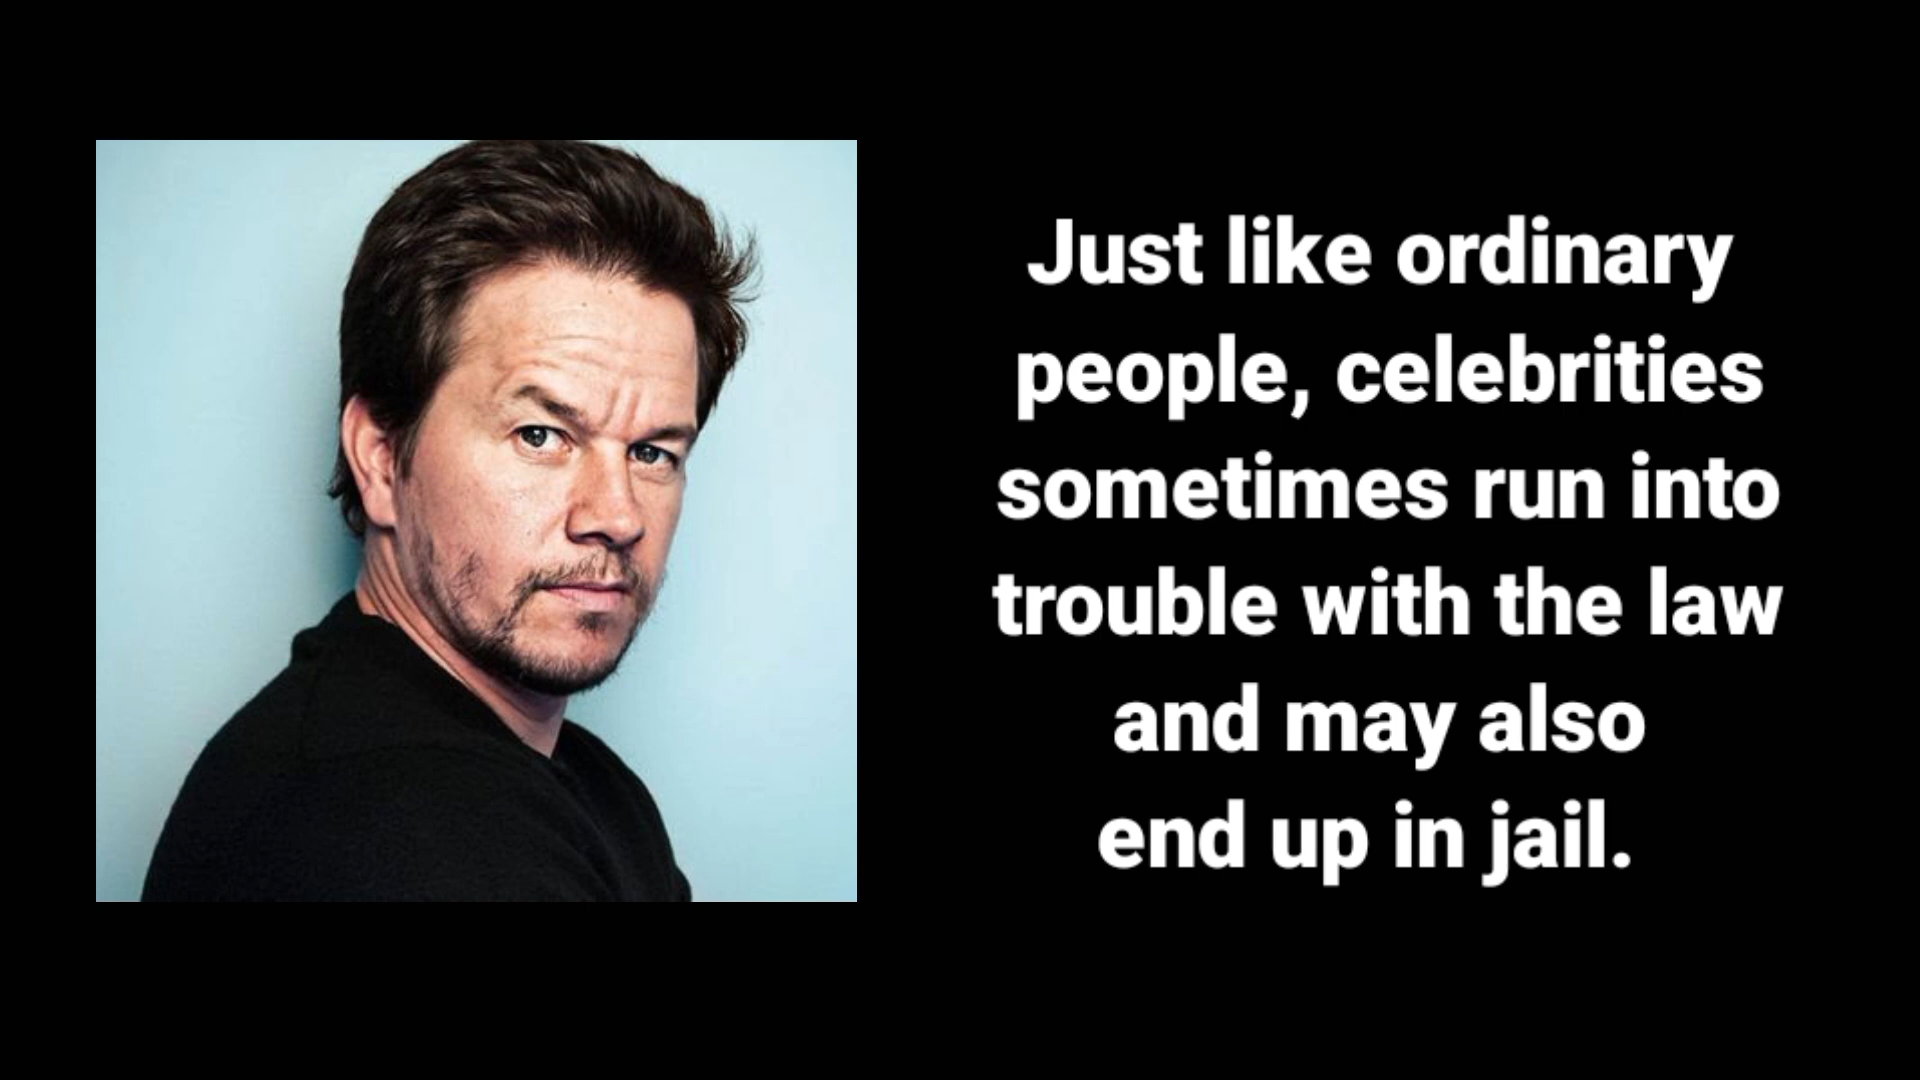 Just like ordinary
people, celebrities
sometimes run into
trouble with the law
and may also
end up in jail.